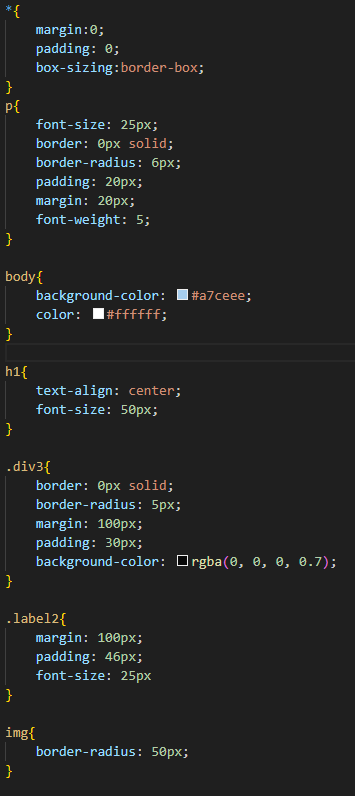 *{
    margin:0;
    padding: 0;
    box-sizing:border-box;
}
p{
    font-size: 25px;
    border: 0px solid;
    border-radius: 6px;
    padding: 20px;
    margin: 20px;
    font-weight: 5;
}

body{
    background-color: #a7ceee;
    color: #ffffff;
}

h1{
    text-align: center;
    font-size: 50px;
}

.div3{
    border: 0px solid;
    border-radius: 5px;
    margin: 100px;
    padding: 30px;
    background-color: rgba(0, 0, 0, 0.7);
}

.label2{
    margin: 100px;
    padding: 46px;
    font-size: 25px
}

img{
    border-radius: 50px;
}